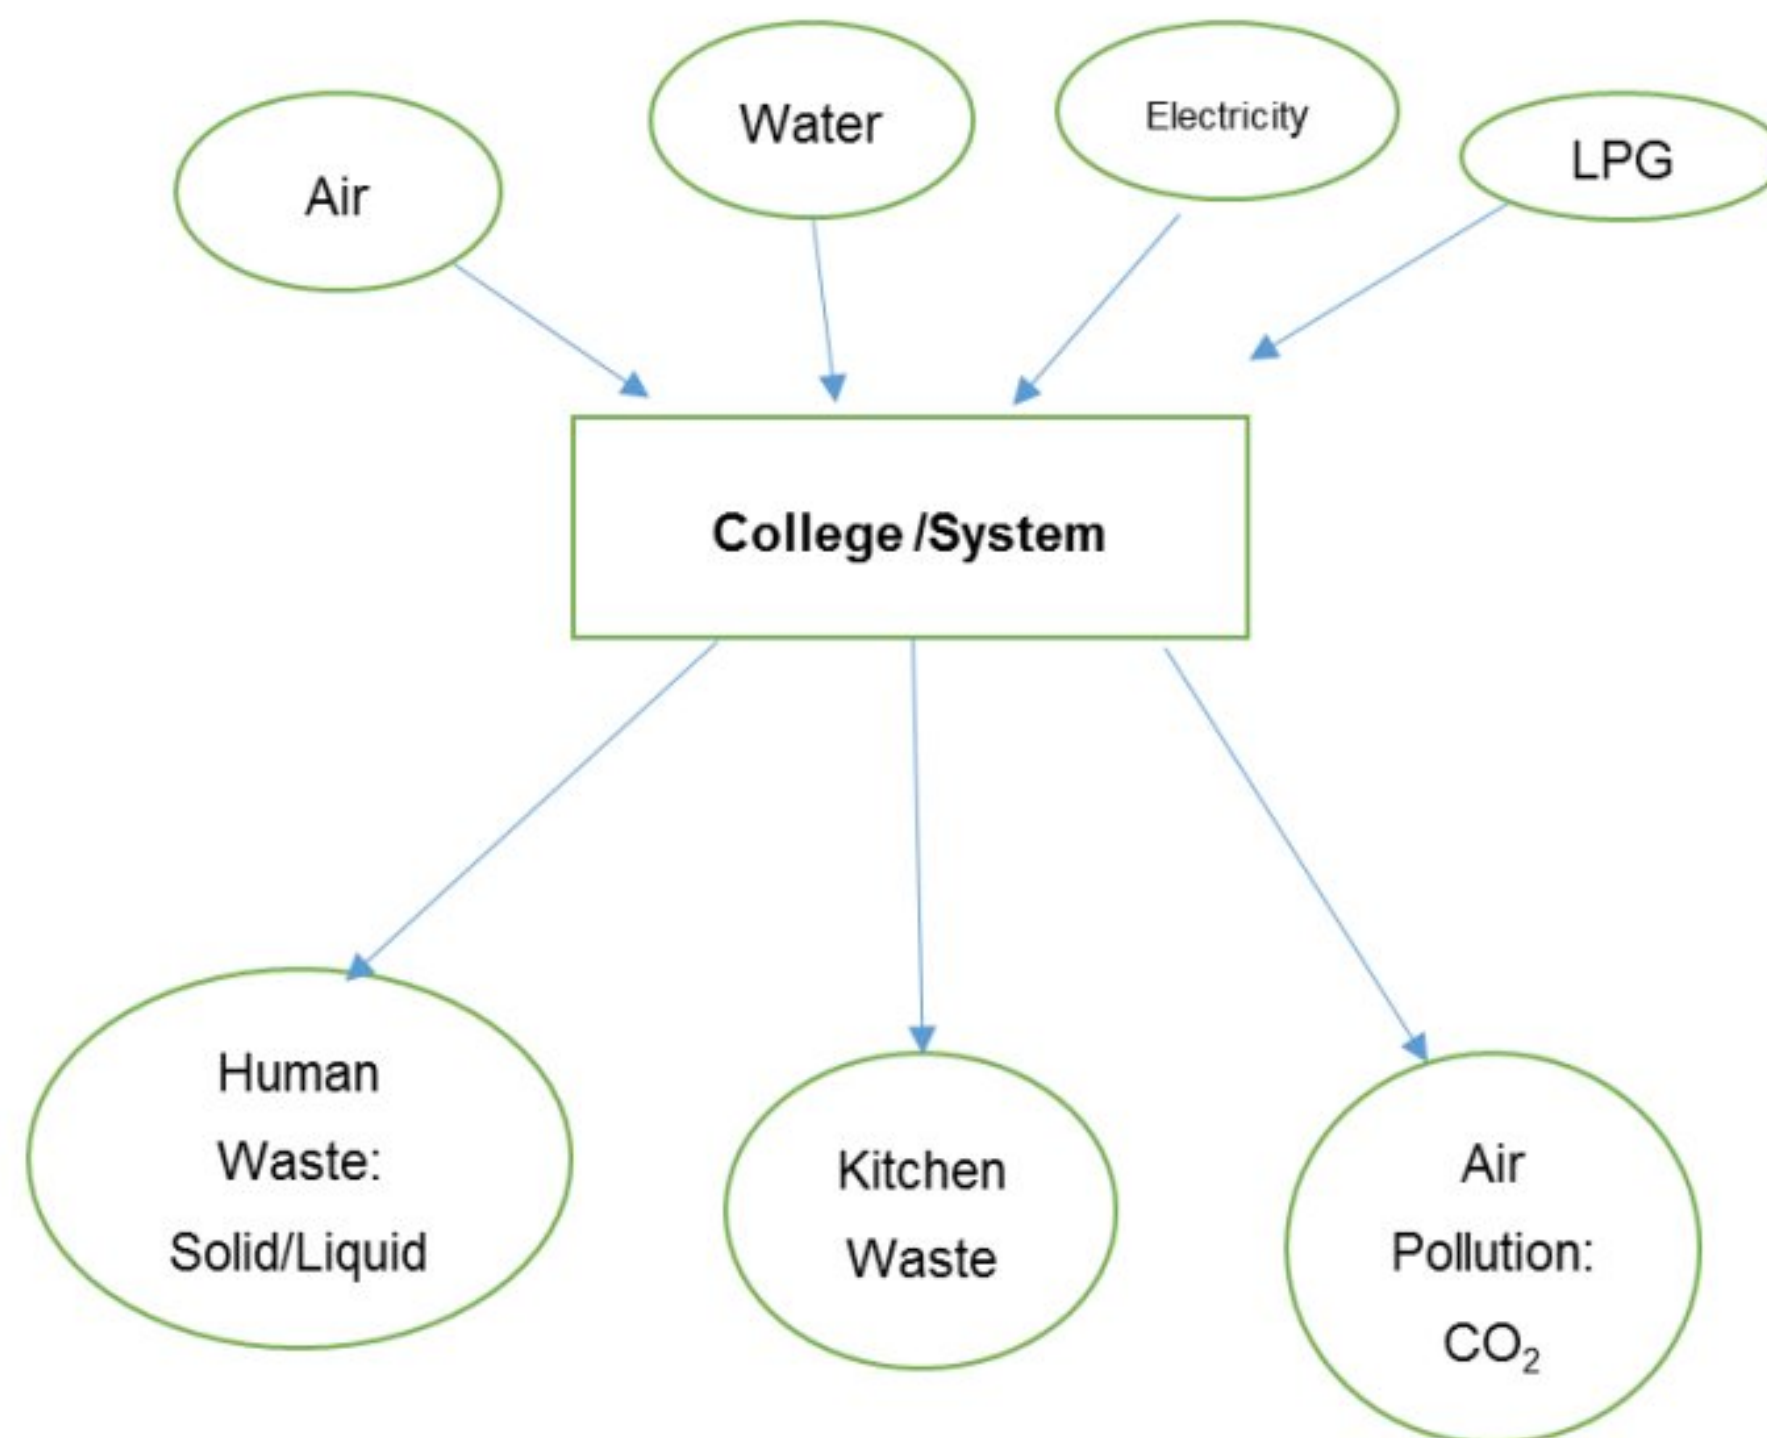 Air
Water
Electricity
LPG
College /System
Human
Waste:
Solid/Liquid
Kitchen
Waste
Air
Pollution:
CO₂